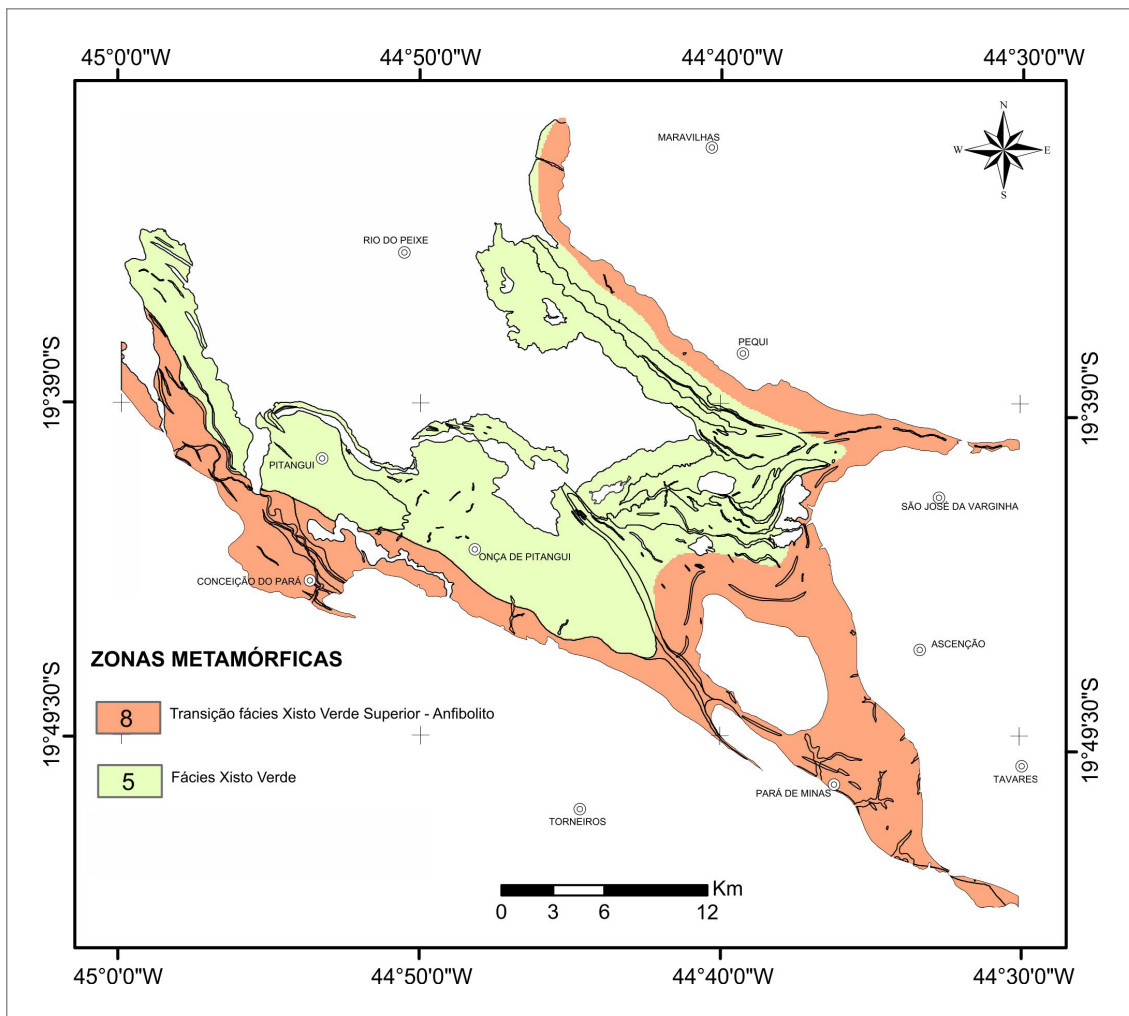 45°0'0"W 44°50'0"W 44°40'0"W 44°30'0"W
N
W E
S
MARAVILHAS
RIO DO PEIXE
PEQUI
19°39'0"S
19°39'0"S
PITANGUI
SÃO JOSÉ DA VARGINHA
ONÇA DE PITANGUI
CONCEIÇÃO DO PARÁ
ASCENÇÃO
ZONAS METAMÓRFICAS
8 Transição fácies Xisto Verde Superior - Anfibolito
5 Fácies Xisto Verde
19°49'30"S
19°49'30"S
TAVARES
PARÁ DE MINAS
TORNEIROS
Km
0 3 6 12
45°0'0"W 44°50'0"W 44°40'0"W 44°30'0"W